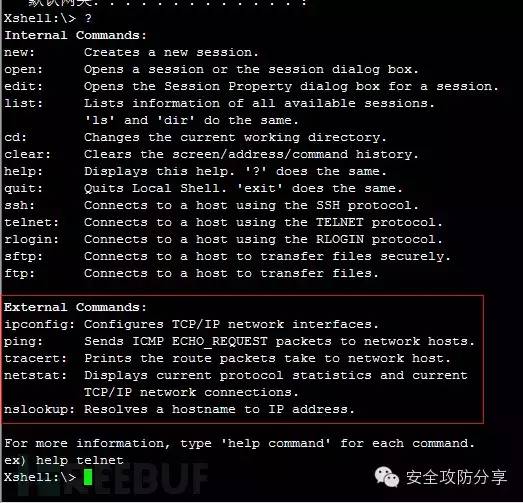 默认网关. . . . . . . . . . . . . :
Xshell:\> ?
Internal Commands:
new:      Creates a new session.
open:     Opens a session or the session dialog box.
edit:     Opens the Session Property dialog box for a session.
list:     Lists information of all available sessions.
          'ls' and 'dir' do the same.
cd:       Changes the current working directory.
clear:    Clears the screen/address/command history.
help:     Displays this help. '?' does the same.
quit:     Quits Local Shell. 'exit' does the same.
ssh:      Connects to a host using the SSH protocol.
telnet:   Connects to a host using the TELNET protocol.
rlogin:   Connects to a host using the RLOGIN protocol.
sftp:     Connects to a host to transfer files securely.
ftp:      Connects to a host to transfer files.
External Commands:
ipconfig: Configures TCP/IP network interfaces.
ping:     Sends ICMP ECHO_REQUEST packets to network hosts.
tracert:  Prints the route packets take to network host.
netstat:  Displays current protocol statistics and current
          TCP/IP network connections.
nslookup: Resolves a hostname to IP address.
For more information, type 'help command' for each command.
ex) help telnet
Xshell:\>
REEBUF
安全攻防分享